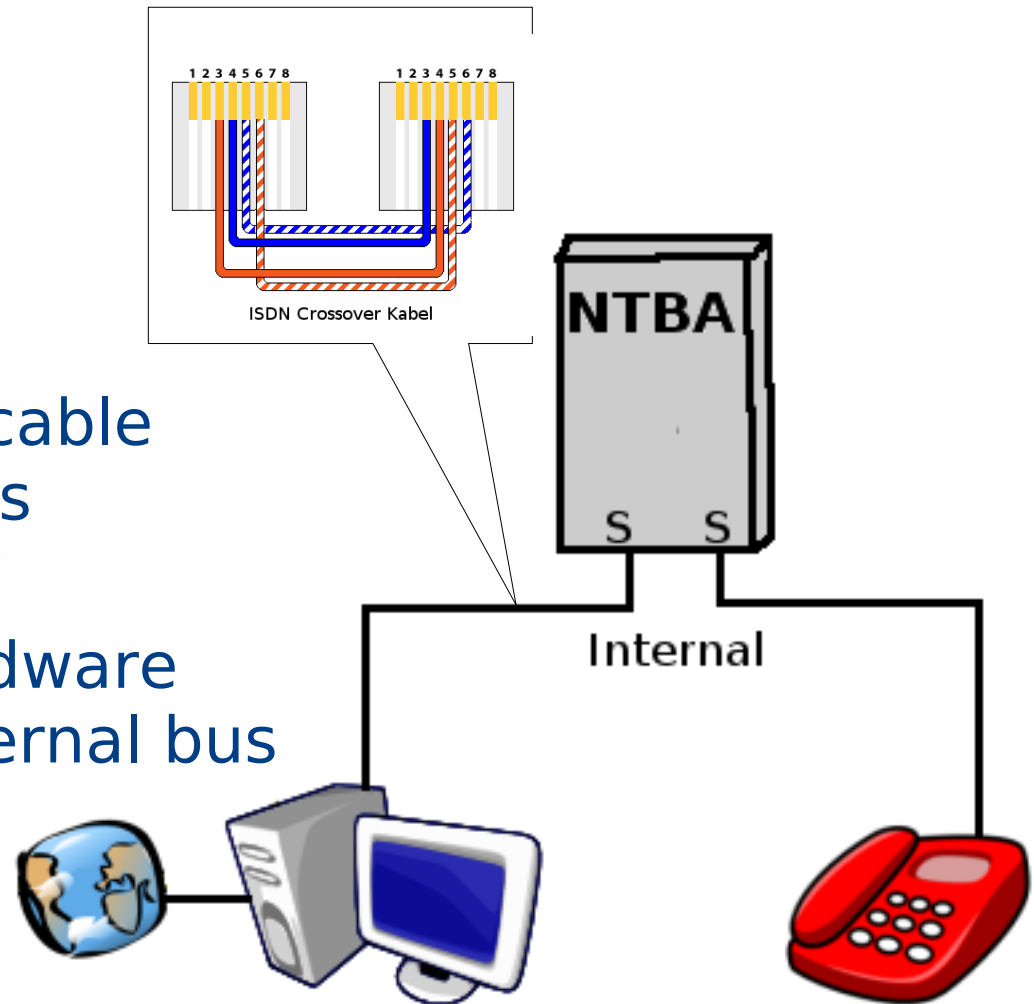 1 2 3 4 5 6 7 8
1 2 3 4 5 6 7 8
ISDN Crossover Kabel
NTBA
cable
s
S S
Internal
dware
ernal bus